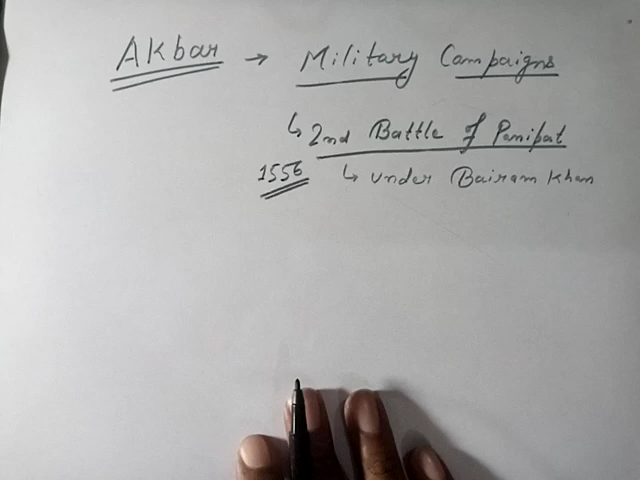 Akbar → Military Campaigns
↳ 2nd Battle of Panipat
1556 ↳ under Bairam Khan